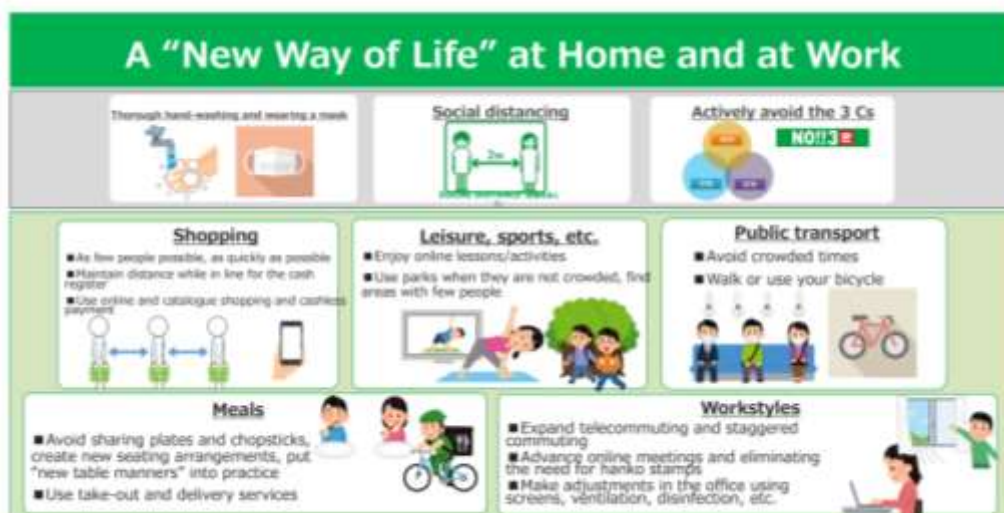 A “New Way of Life” at Home and at Work
Thorough hand-washing and wearing a mask
Social distancing
2m
Actively avoid the 3 Cs
NO!!3
Shopping
■As few people possible, as quickly as possible
■Maintain distance while in line for the cash
register
■Use online and catalogue shopping and cashless
payment
Leisure, sports, etc.
■Enjoy online lessons/activities
■Use parks when they are not crowded, find
areas with few people
Public transport
■Avoid crowded times
■Walk or use your bicycle
Meals
■Avoid sharing plates and chopsticks,
create new seating arrangements, put
“new table manners” into practice
■Use take-out and delivery services
Workstyles
■Expand telecommuting and staggered
commuting
■Advance online meetings and eliminating
the need for hanko stamps
■Make adjustments in the office using
screens, ventilation, disinfection, etc.